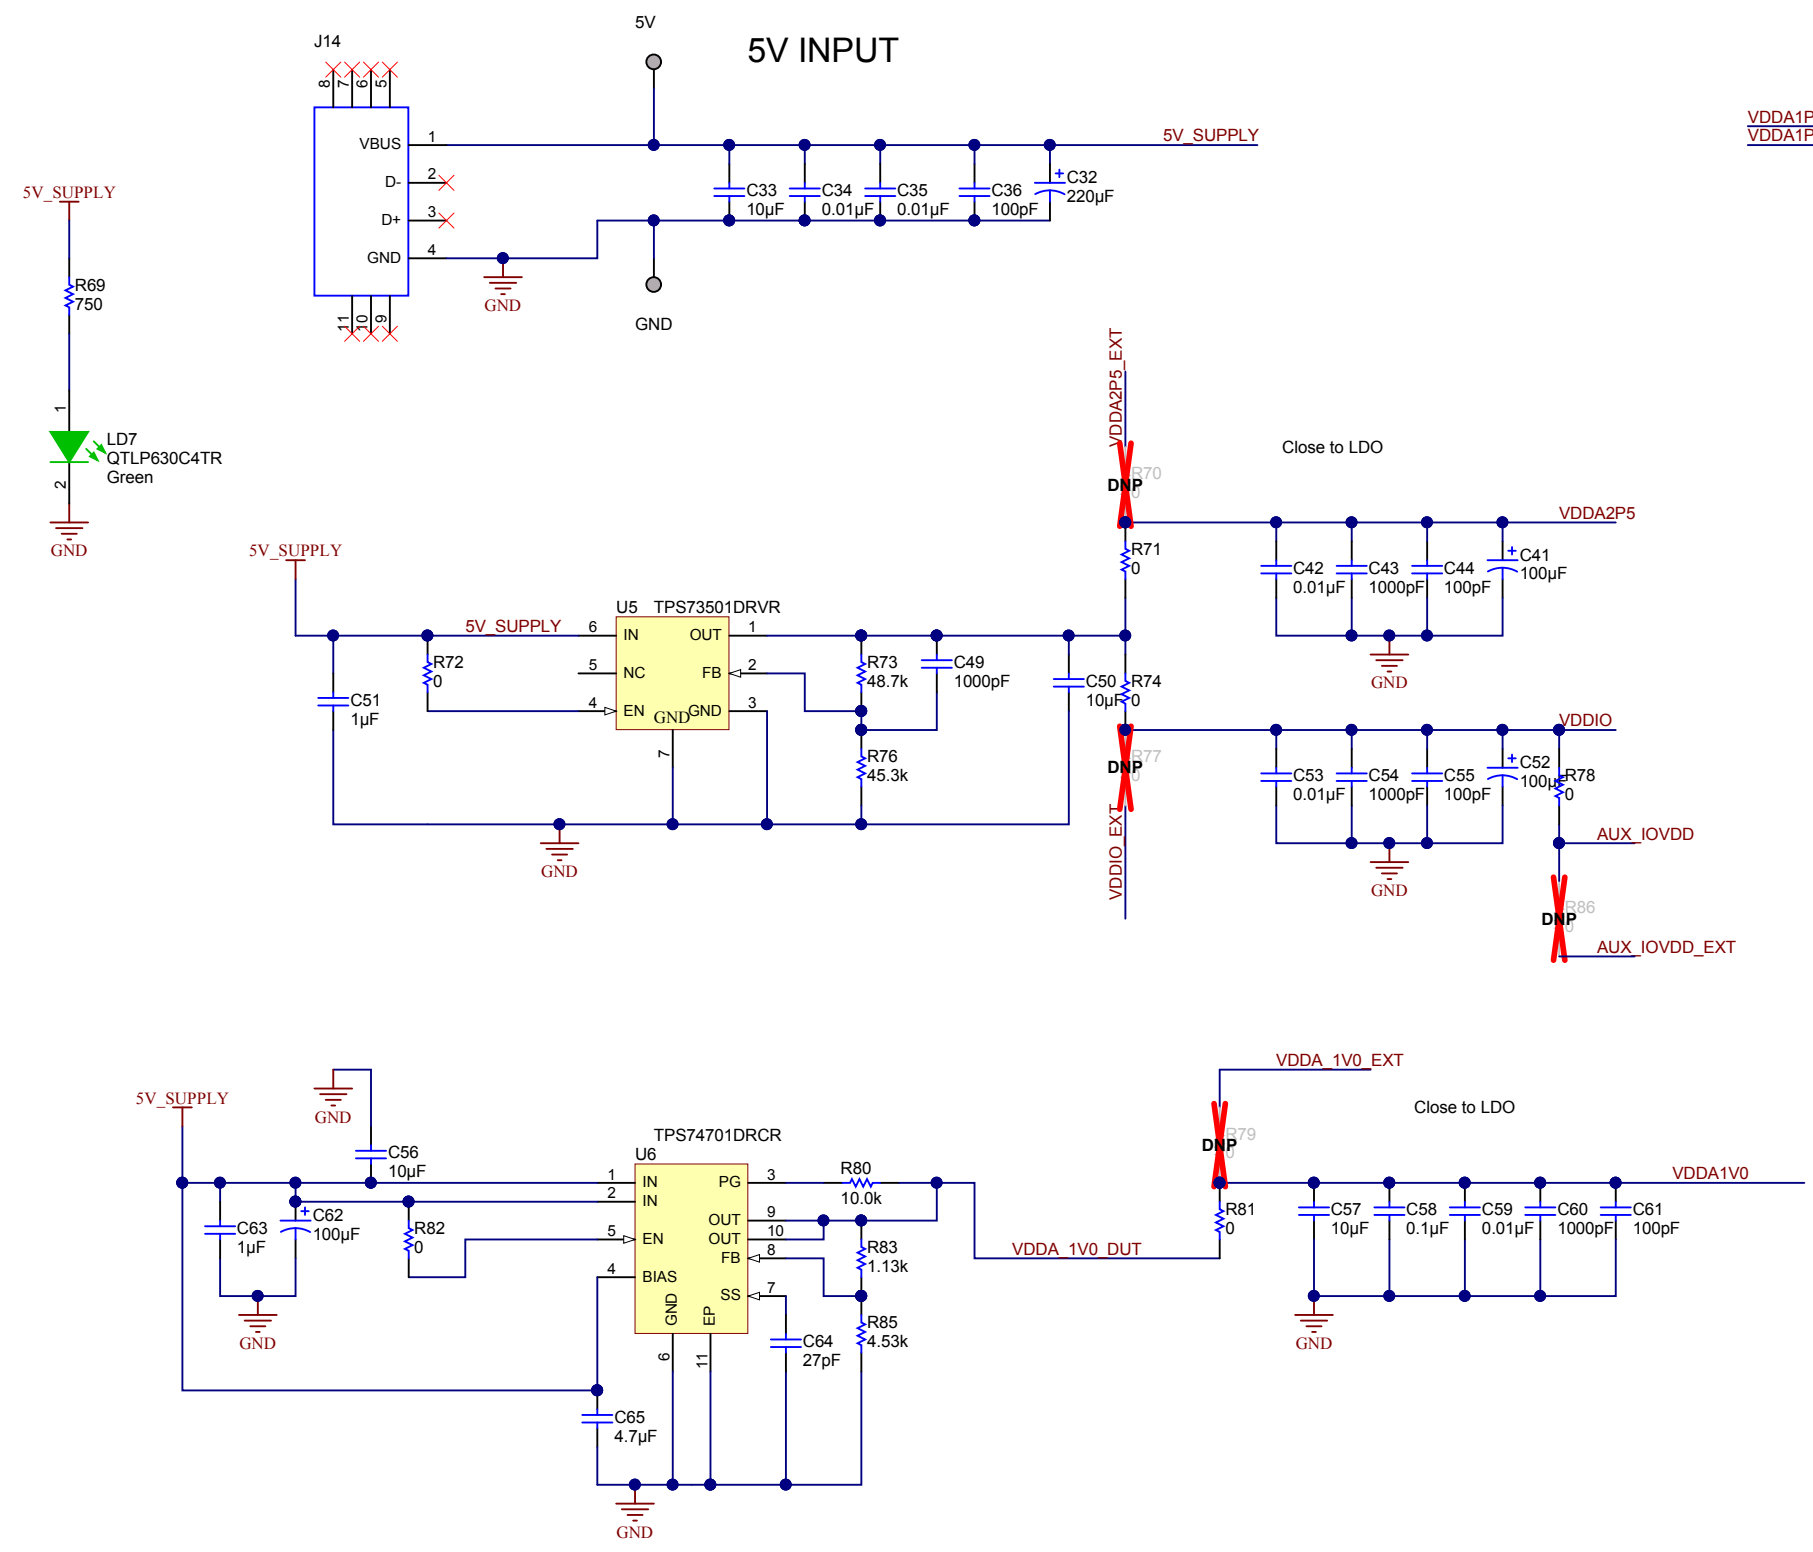 5V
5V INPUT
J14
8
7
6
5
VBUS
1
D-
2
D+
3
GND
4
11
10
9
GND
GND
5V_SUPPLY
C33
10µF
C34
0.01µF
C35
0.01µF
C36
100pF
+
C32
220µF
VDDA1P
VDDA1P
5V_SUPPLY
R69
750
1
LD7
QTLP630C4TR
Green
2
GND
VDDA2P5_EXT
R70
0
DNP
Close to LDO
VDDA2P5
R71
0
C42
0.01µF
C43
1000pF
C44
100pF
+
C41
100µF
GND
5V_SUPPLY
5V_SUPPLY
R72
0
C51
1µF
U5
TPS73501DRVR
6
IN
OUT
1
5
NC
FB
2
4
EN
GND
GND
3
7
R73
48.7k
C49
1000pF
R76
45.3k
C50
10µF
R74
0
GND
R77
0
DNP
VDDIO_EXT
VDDIO
C53
0.01µF
C54
1000pF
C55
100pF
+
C52
100µF
R78
0
GND
AUX_IOVDD
R86
0
DNP
AUX_IOVDD_EXT
5V_SUPPLY
GND
C56
10µF
C63
1µF
+
C62
100µF
R82
0
GND
TPS74701DRCR
U6
1
IN
2
IN
5
EN
4
BIAS
PG
3
OUT
9
OUT
10
FB
8
SS
7
GND
EP
6
11
R80
10.0k
R83
1.13k
R85
4.53k
C64
27pF
C65
4.7µF
GND
VDDA_1V0_DUT
VDDA_1V0_EXT
R79
0
DNP
R81
0
Close to LDO
VDDA1V0
C57
10µF
C58
0.1µF
C59
0.01µF
C60
1000pF
C61
100pF
GND